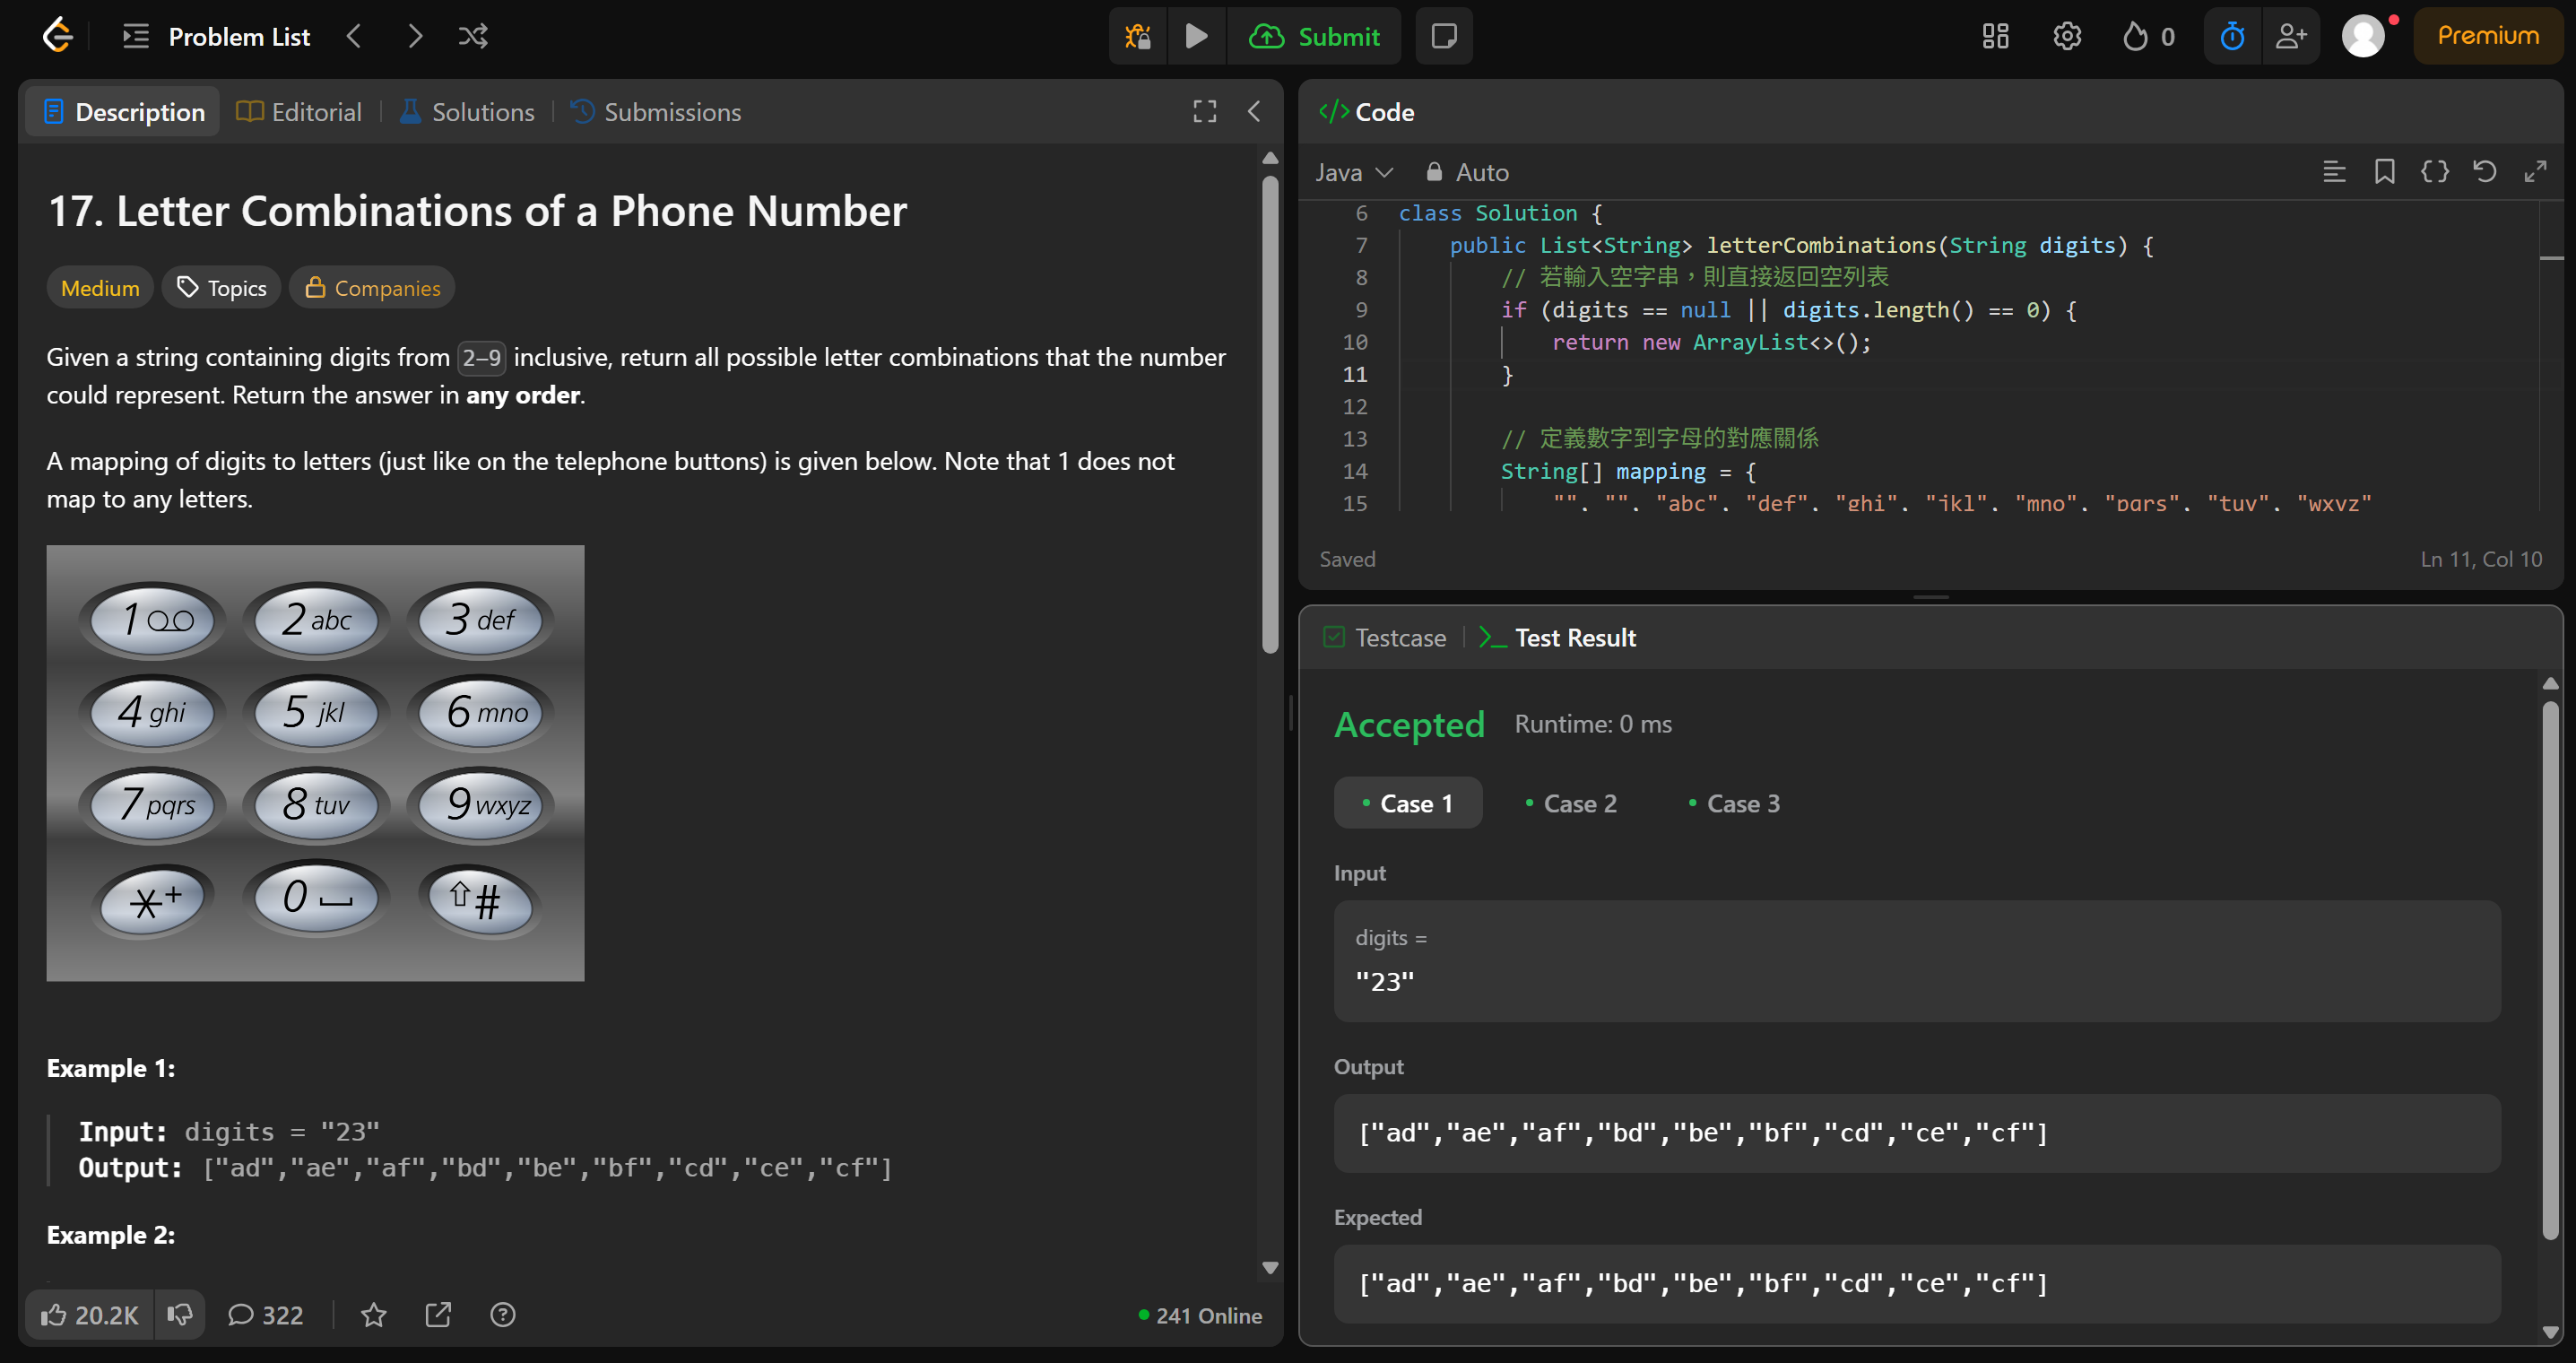 Problem List
Submit
0
Premium
Description
Editorial
Solutions
Submissions
17. Letter Combinations of a Phone Number
Medium
Topics
Companies
Given a string containing digits from 2-9 inclusive, return all possible letter combinations that the number
could represent. Return the answer in any order.
A mapping of digits to letters (just like on the telephone buttons) is given below. Note that 1 does not
map to any letters.
1
2 abc
3 def
4 ghi
5 jkl
6 mno
7 pqrs
8 tuv
9 wxyz
*+
0
#
Example 1:
Input: digits = "23"
Output: ["ad","ae","af","bd","be","bf","cd","ce","cf"]
Example 2:
20.2K
322
241 Online
</> Code
Java
Auto
6 class Solution {
7 public List<String> letterCombinations(String digits) {
8 // 若輸入空字串，則直接返回空列表
9 if (digits == null || digits.length() == 0) {
10 return new ArrayList<>();
11 }
12
13 // 定義數字到字母的對應關係
14 String[] mapping = {
15 "", "", "abc", "def", "ghi", "jkl", "mno", "pqrs", "tuv", "wxyz"
Saved
Ln 11, Col 10
Testcase
Test Result
Accepted
Runtime: 0 ms
Case 1
Case 2
Case 3
Input
digits =
"23"
Output
["ad","ae","af","bd","be","bf","cd","ce","cf"]
Expected
["ad","ae","af","bd","be","bf","cd","ce","cf"]